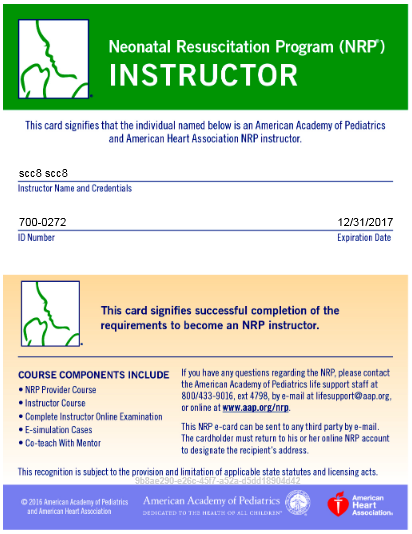 Neonatal Resuscitation Program (NRP®)
INSTRUCTOR
This card signifies that the individual named below is an American Academy of Pediatrics
and American Heart Association NRP instructor.
scc8 scc8
Instructor Name and Credentials
700-0272 12/31/2017
ID Number Expiration Date
This card signifies successful completion of the
requirements to become an NRP instructor.
COURSE COMPONENTS INCLUDE
• NRP Provider Course
• Instructor Course
• Complete Instructor Online Examination
• E-simulation Cases
• Co-teach With Mentor
If you have any questions regarding the NRP, please contact
the American Academy of Pediatrics life support staff at
800/433-9016, ext 4798, by e-mail at lifesupport@aap.org,
or online at www.aap.org/nrp.
This NRP e-card can be sent to any third party by e-mail.
The cardholder must return to his or her online NRP account
to designate the recipient's address.
This recognition is subject to the provision and limitation of applicable state statutes and licensing acts.
9b8ae290-e26c-45f7-a52a-d5dd18904d42
© 2016 American Academy of Pediatrics
and American Heart Association
American Academy of Pediatrics
DEDICATED TO THE HEALTH OF ALL CHILDREN®
American
Heart
Association®